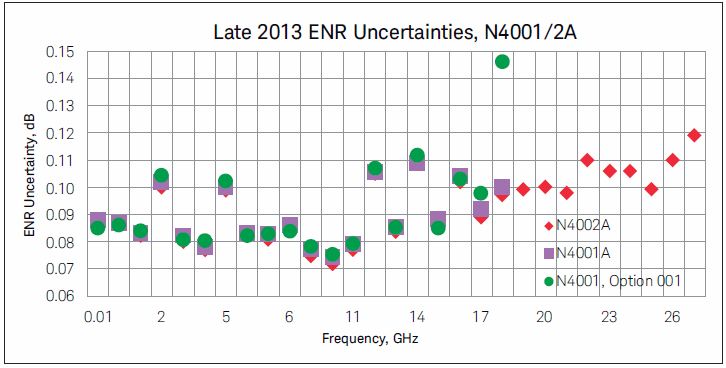 Late 2013 ENR Uncertainties, N4001/2A
0.15
0.14
0.13
0.12
0.11
0.10
0.09
0.08
0.07
0.06
ENR Uncertainty, dB
N4002A
N4001A
N4001, Option 001
0.01 2 5 6 11 14 17 20 23 26
Frequency, GHz